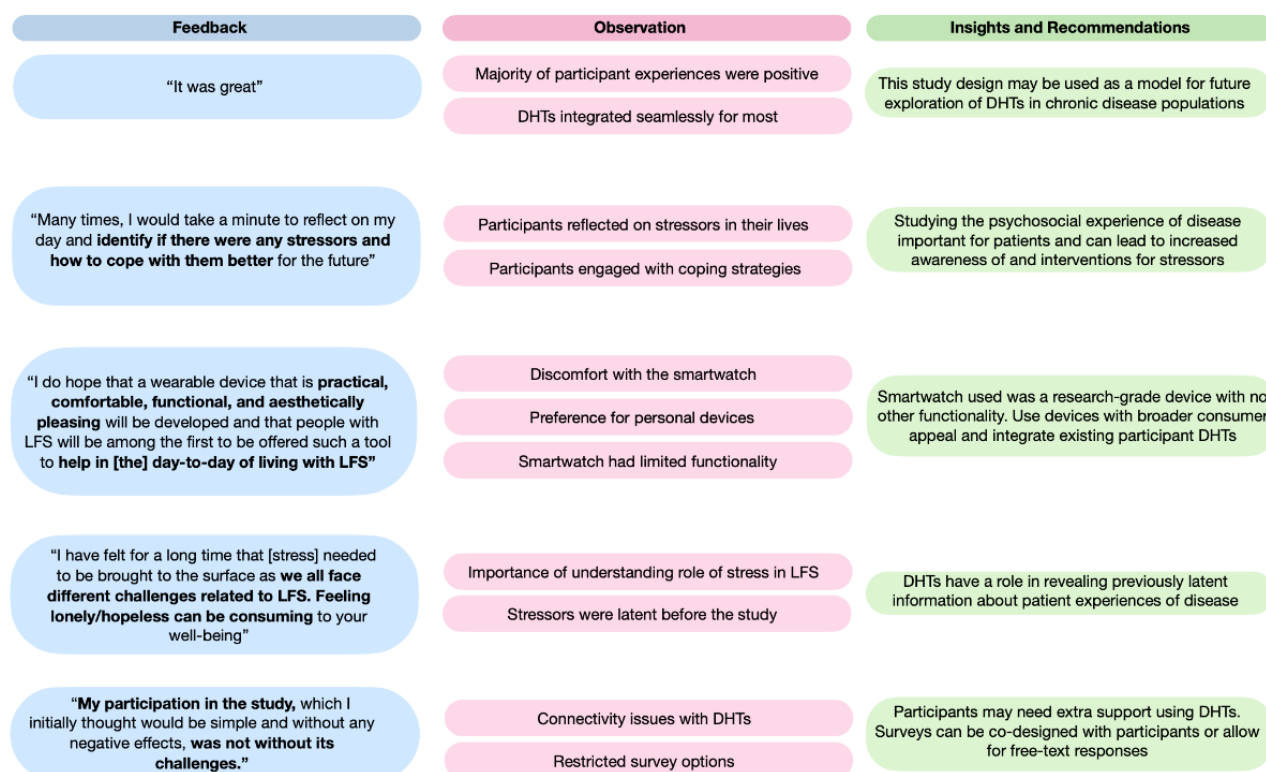 Feedback
Observation
Insights and Recommendations
“It was great”
Majority of participant experiences were positive
DHTs integrated seamlessly for most
This study design may be used as a model for future
exploration of DHTs in chronic disease populations
“Many times, I would take a minute to reflect on my
day and identify if there were any stressors and
how to cope with them better for the future”
Participants reflected on stressors in their lives
Participants engaged with coping strategies
Studying the psychosocial experience of disease
important for patients and can lead to increased
awareness of and interventions for stressors
“I do hope that a wearable device that is practical,
comfortable, functional, and aesthetically
pleasing will be developed and that people with
LFS will be among the first to be offered such a tool
to help in [the] day-to-day of living with LFS”
Discomfort with the smartwatch
Preference for personal devices
Smartwatch had limited functionality
Smartwatch used was a research-grade device with no
other functionality. Use devices with broader consumer
appeal and integrate existing participant DHTs
“I have felt for a long time that [stress] needed
to be brought to the surface as we all face
different challenges related to LFS. Feeling
lonely/hopeless can be consuming to your
well-being”
Importance of understanding role of stress in LFS
Stressors were latent before the study
DHTs have a role in revealing previously latent
information about patient experiences of disease
“My participation in the study, which I
initially thought would be simple and without any
negative effects, was not without its
challenges.”
Connectivity issues with DHTs
Restricted survey options
Participants may need extra support using DHTs.
Surveys can be co-designed with participants or allow
for free-text responses